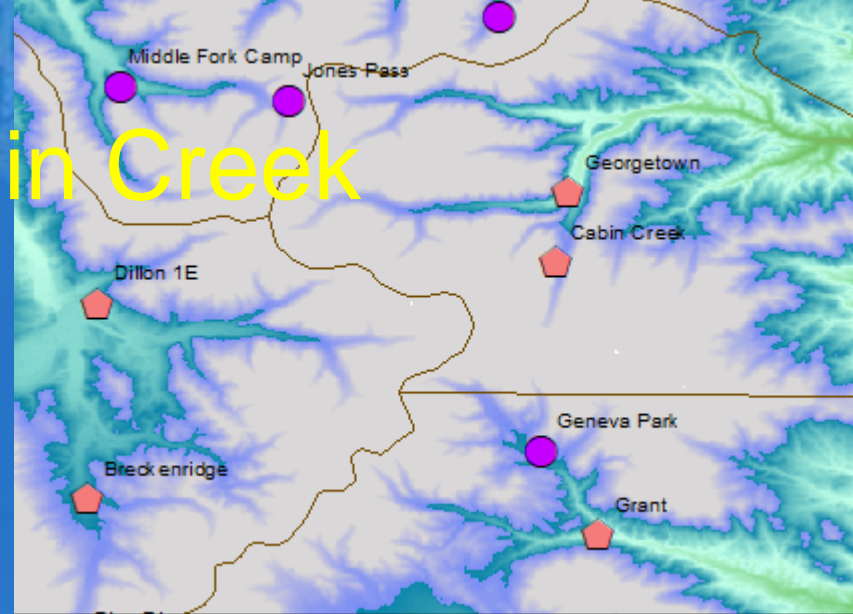 Middle Fork Camp
Jones Pass
in Creek
Georgetown
Cabin Creek
Dillon 1E
Geneva Park
Breckenridge
Grant